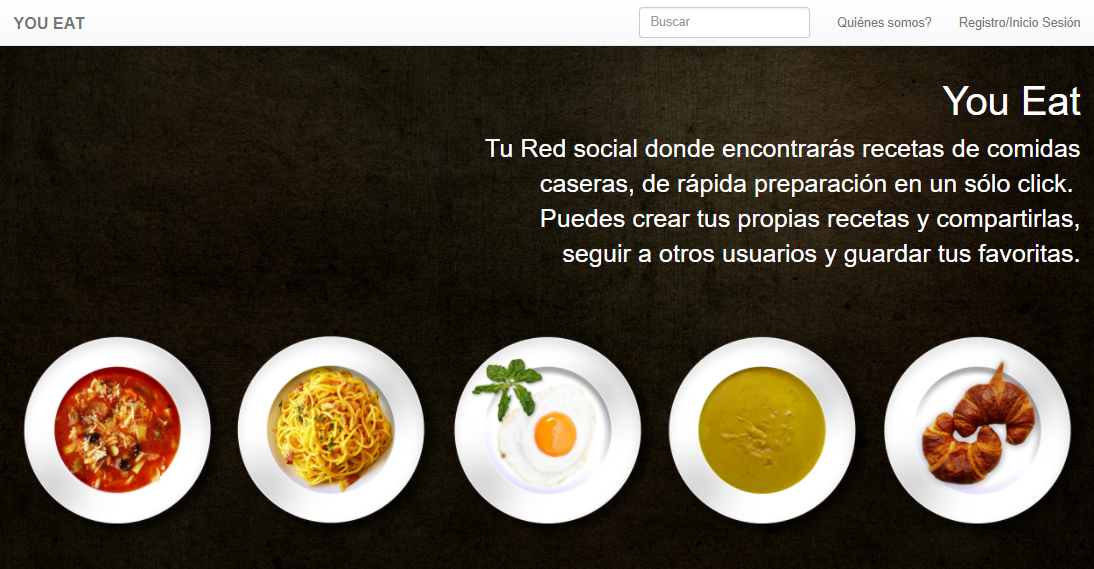 YOU EAT
Buscar
Quiénes somos?
Registro/Inicio Sesión
You Eat
Tu Red social donde encontrarás recetas de comidas
caseras, de rápida preparación en un sólo click.
Puedes crear tus propias recetas y compartirlas,
seguir a otros usuarios y guardar tus favoritas.